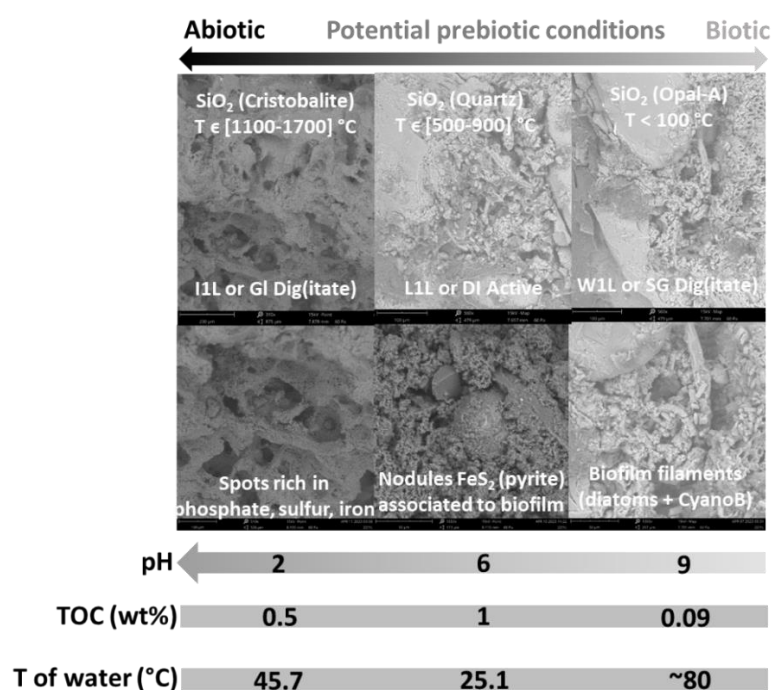 Abiotic Potential prebiotic conditions Biotic
SiO₂ (Cristobalite)
T ϵ [1100-1700] °C
SiO₂ (Quartz)
T ϵ [500-900] °C
SiO₂ (Opal-A)
T < 100 °C
I1L or Gl Dig(itate)
L1L or DI Active
W1L or SG Dig(itate)
Spots rich in
phosphate, sulfur, iron
Nodules FeS₂ (pyrite)
associated to biofilm
Biofilm filaments
(diatoms + CyanoB)
pH 2 6 9
TOC (wt%) 0.5 1 0.09
T of water (°C) 45.7 25.1 ~80